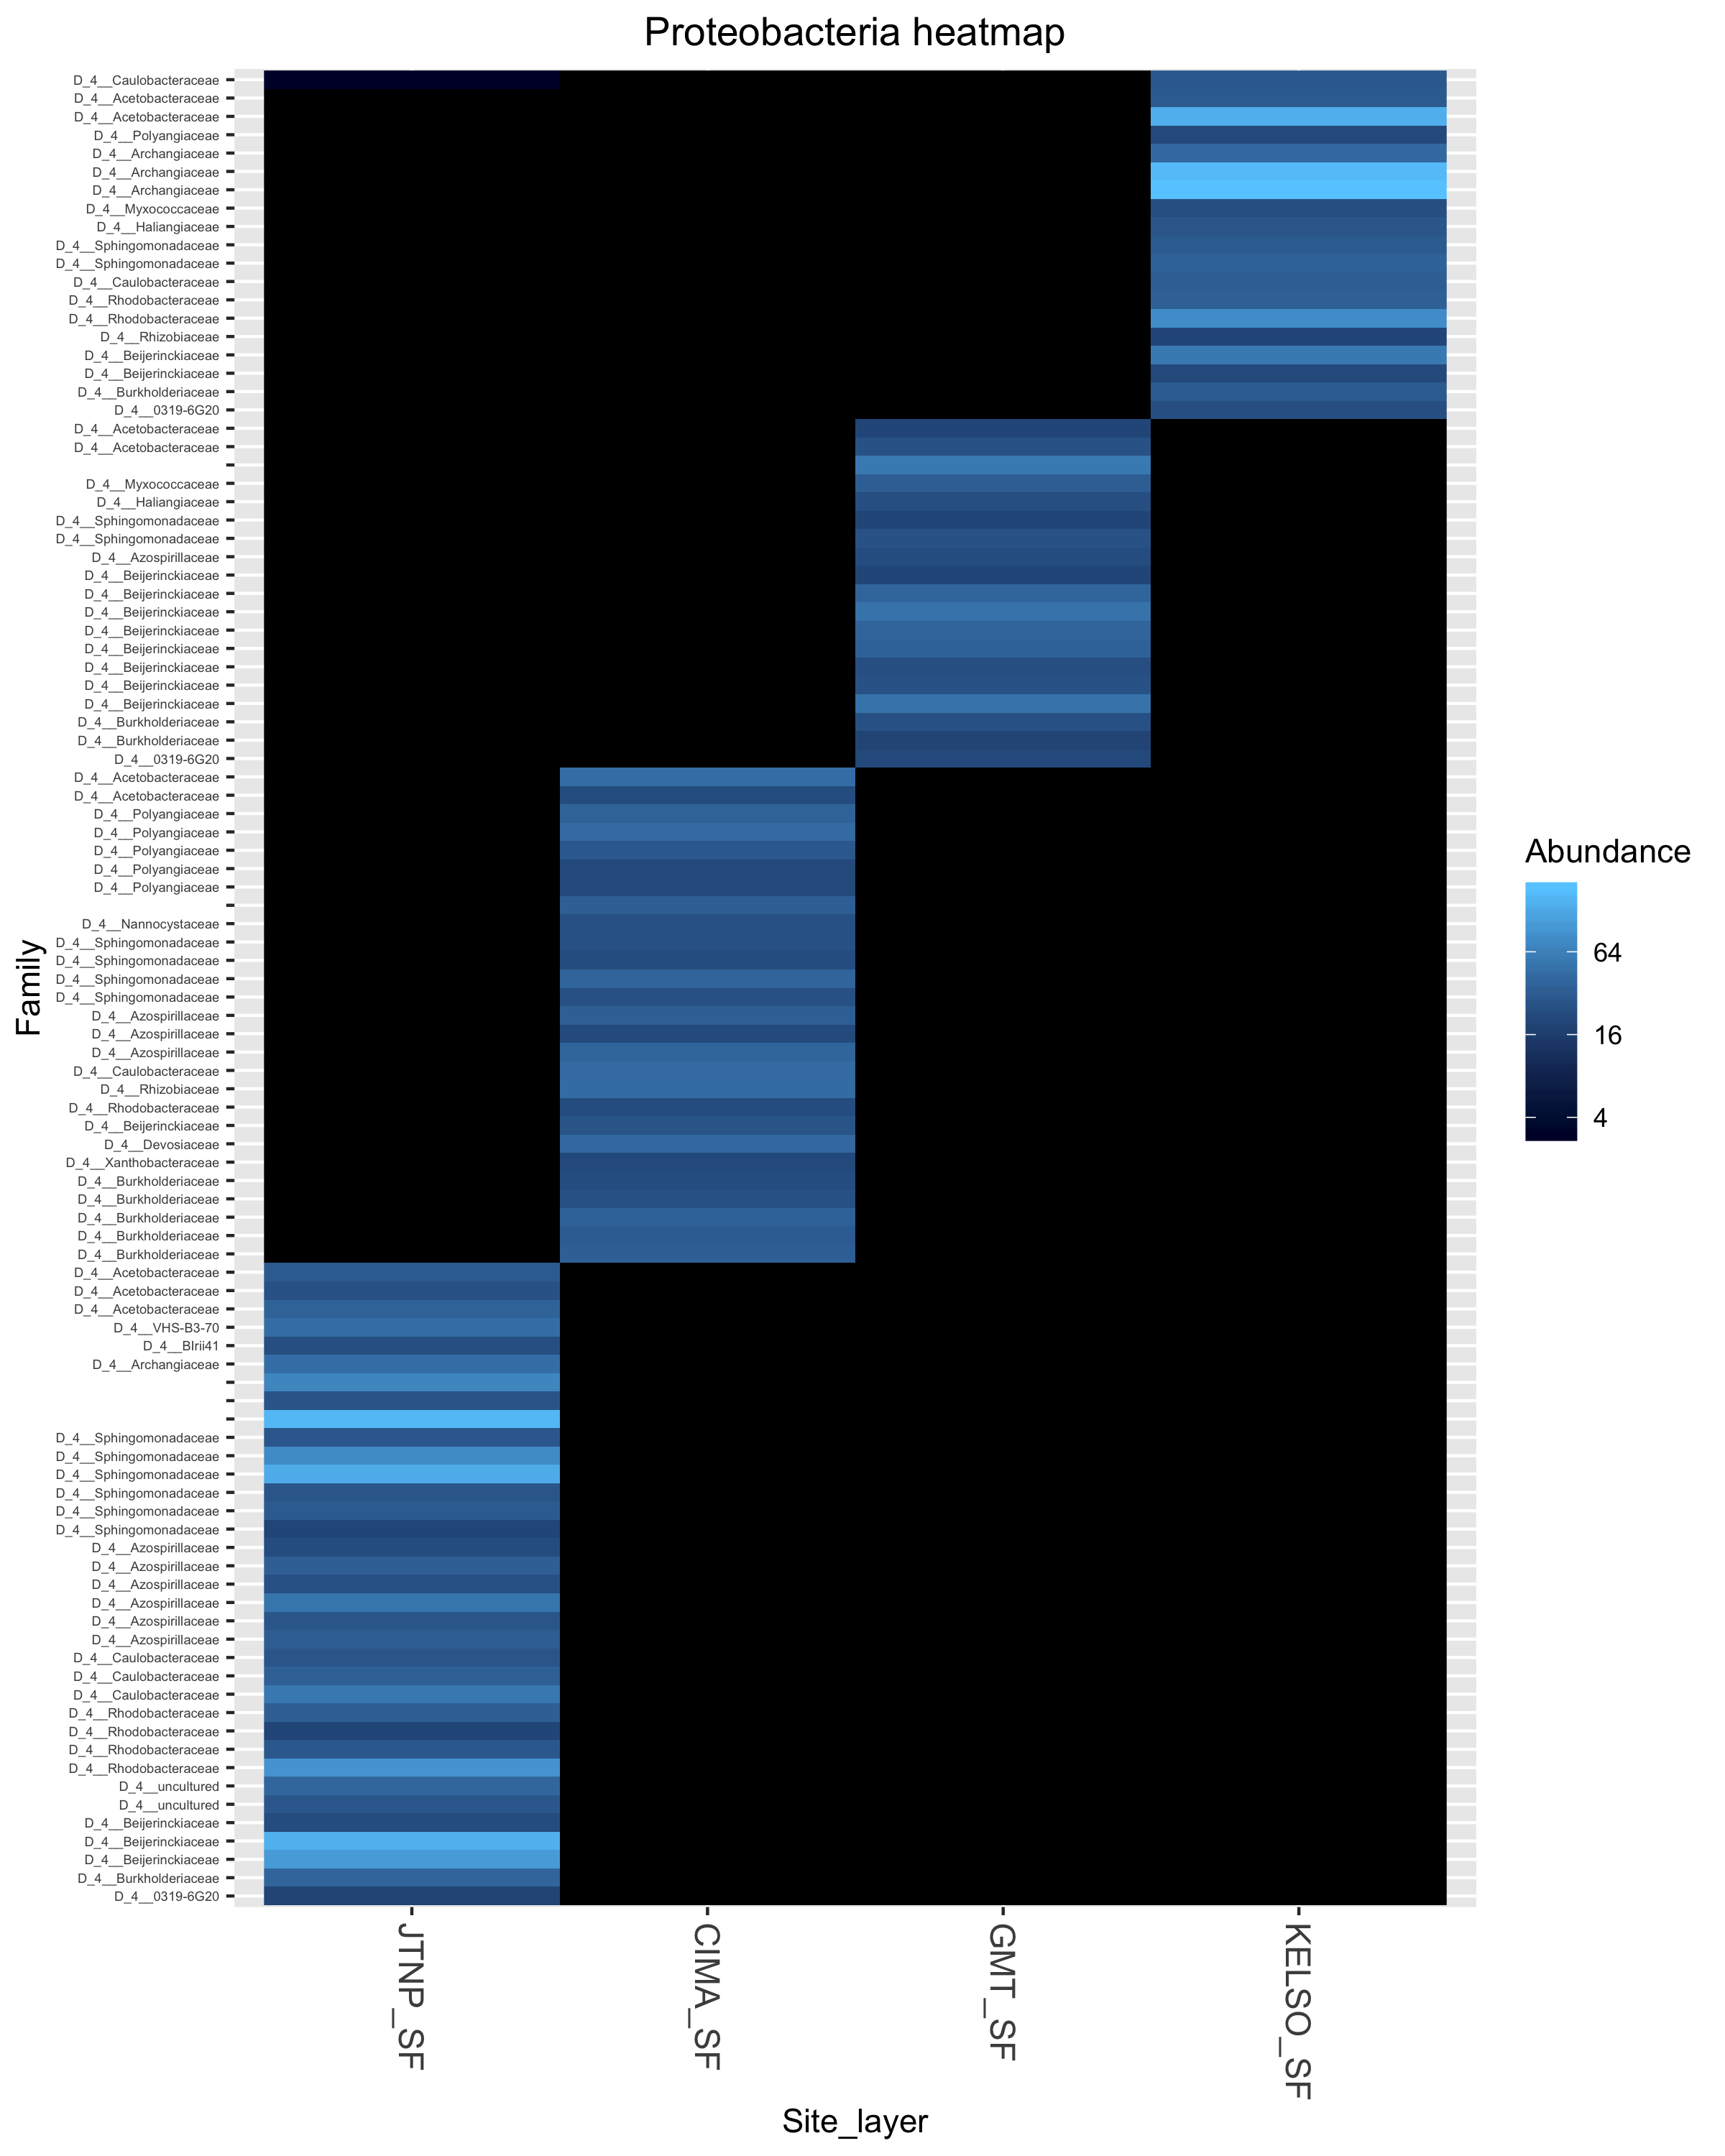 Proteobacteria heatmap
D_4__Caulobacteraceae
D_4__Acetobacteraceae
D_4__Acetobacteraceae
D_4__Polyangiaceae
D_4__Archangiaceae
D_4__Archangiaceae
D_4__Archangiaceae
D_4__Myxococcaceae
D_4__Haliangiaceae
D_4__Sphingomonadaceae
D_4__Sphingomonadaceae
D_4__Caulobacteraceae
D_4__Rhodobacteraceae
D_4__Rhodobacteraceae
D_4__Rhizobiaceae
D_4__Beijerinckiaceae
D_4__Beijerinckiaceae
D_4__Burkholderiaceae
D_4__0319-6G20
D_4__Acetobacteraceae
D_4__Acetobacteraceae
D_4__Myxococcaceae
D_4__Haliangiaceae
D_4__Sphingomonadaceae
D_4__Sphingomonadaceae
D_4__Azospirillaceae
D_4__Beijerinckiaceae
D_4__Beijerinckiaceae
D_4__Beijerinckiaceae
D_4__Beijerinckiaceae
D_4__Beijerinckiaceae
D_4__Beijerinckiaceae
D_4__Beijerinckiaceae
D_4__Beijerinckiaceae
D_4__Burkholderiaceae
D_4__Burkholderiaceae
D_4__0319-6G20
D_4__Acetobacteraceae
D_4__Acetobacteraceae
D_4__Polyangiaceae
D_4__Polyangiaceae
D_4__Polyangiaceae
D_4__Polyangiaceae
D_4__Polyangiaceae
D_4__Nannocystaceae
D_4__Sphingomonadaceae
D_4__Sphingomonadaceae
D_4__Sphingomonadaceae
D_4__Sphingomonadaceae
D_4__Azospirillaceae
D_4__Azospirillaceae
D_4__Azospirillaceae
D_4__Caulobacteraceae
D_4__Rhizobiaceae
D_4__Rhodobacteraceae
D_4__Beijerinckiaceae
D_4__Devosiaceae
D_4__Xanthobacteraceae
D_4__Burkholderiaceae
D_4__Burkholderiaceae
D_4__Burkholderiaceae
D_4__Burkholderiaceae
D_4__Burkholderiaceae
D_4__Acetobacteraceae
D_4__Acetobacteraceae
D_4__Acetobacteraceae
D_4__VHS-B3-70
D_4__BIrii41
D_4__Archangiaceae
D_4__Sphingomonadaceae
D_4__Sphingomonadaceae
D_4__Sphingomonadaceae
D_4__Sphingomonadaceae
D_4__Sphingomonadaceae
D_4__Sphingomonadaceae
D_4__Azospirillaceae
D_4__Azospirillaceae
D_4__Azospirillaceae
D_4__Azospirillaceae
D_4__Azospirillaceae
D_4__Azospirillaceae
D_4__Caulobacteraceae
D_4__Caulobacteraceae
D_4__Caulobacteraceae
D_4__Rhodobacteraceae
D_4__Rhodobacteraceae
D_4__Rhodobacteraceae
D_4__Rhodobacteraceae
D_4__uncultured
D_4__uncultured
D_4__Beijerinckiaceae
D_4__Beijerinckiaceae
D_4__Beijerinckiaceae
D_4__Burkholderiaceae
D_4__0319-6G20
Family
JTNP_SF
CIMA_SF
GMT_SF
KELSO_SF
Site_layer
Abundance
64
16
4